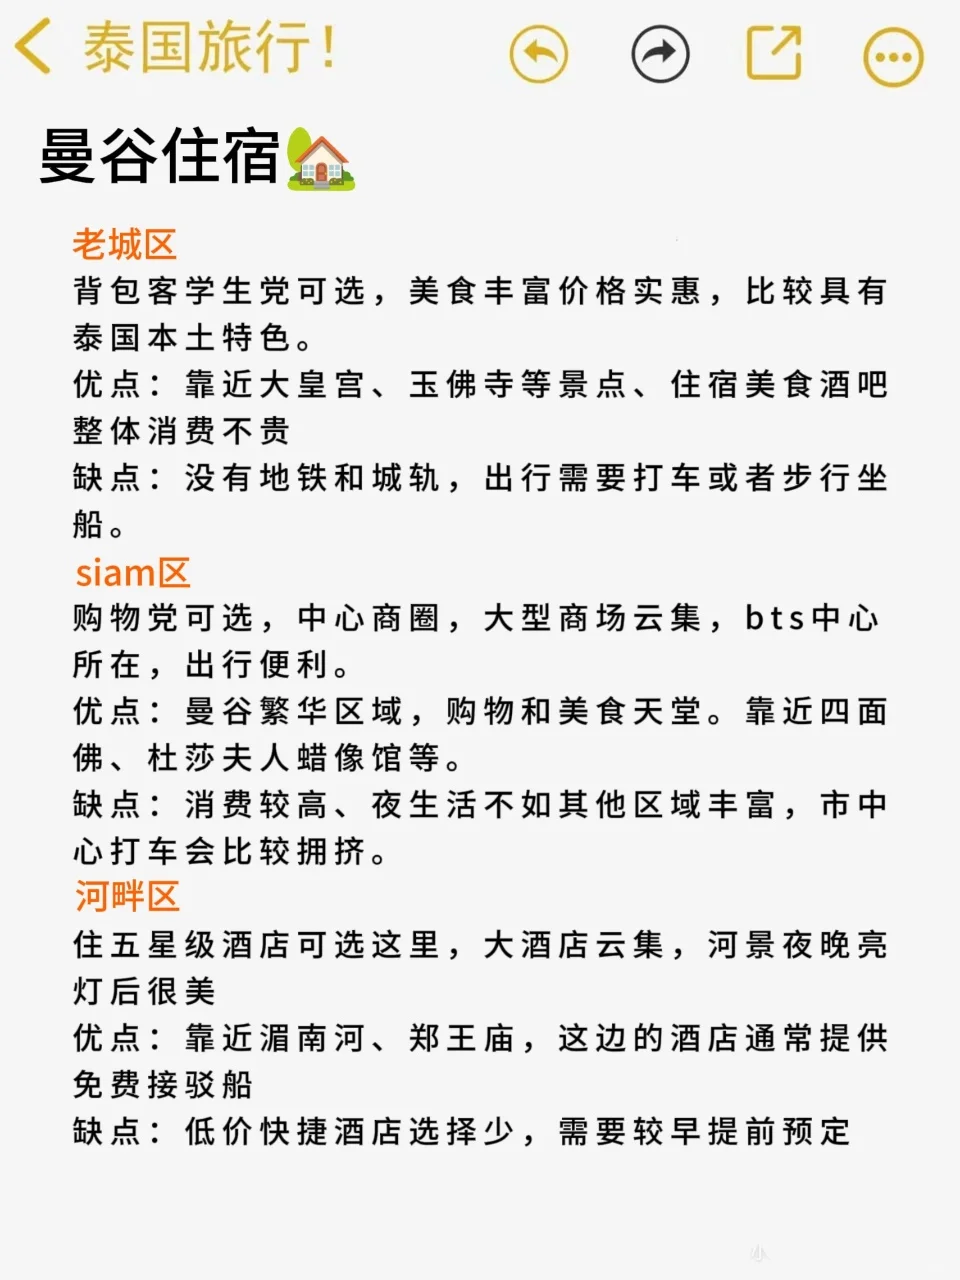 泰国旅行！
曼谷住宿
老城区
背包客学生党可选，美食丰富价格实惠，比较具有
泰国本土特色。
优点：靠近大皇宫、玉佛寺等景点、住宿美食酒吧
整体消费不贵
缺点：没有地铁和城轨，出行需要打车或者步行坐
船。
siam区
购物党可选，中心商圈，大型商场云集，bts中心
所在，出行便利。
优点：曼谷繁华区域，购物和美食天堂。靠近四面
佛、杜莎夫人蜡像馆等。
缺点：消费较高、夜生活不如其他区域丰富，市中
心打车会比较拥挤。
河畔区
住五星级酒店可选这里，大酒店云集，河景夜晚亮
灯后很美
优点：靠近湄南河、郑王庙，这边的酒店通常提供
免费接驳船
缺点：低价快捷酒店选择少，需要较早提前预定
小